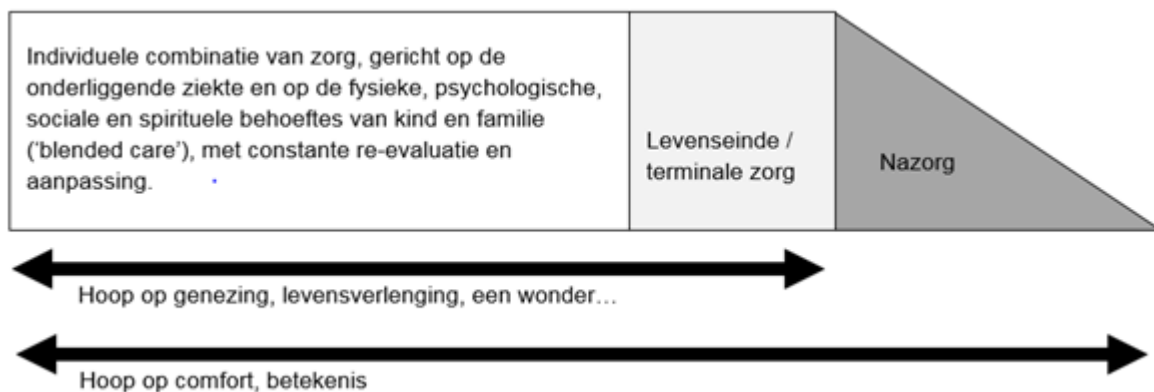 Individuele combinatie van zorg, gericht op de
onderliggende ziekte en op de fysieke, psychologische,
sociale en spirituele behoeftes van kind en familie
(‘blended care’), met constante re-evaluatie en
aanpassing.
Levenseinde /
terminale zorg
Nazorg
Hoop op genezing, levensverlenging, een wonder…
Hoop op comfort, betekenis